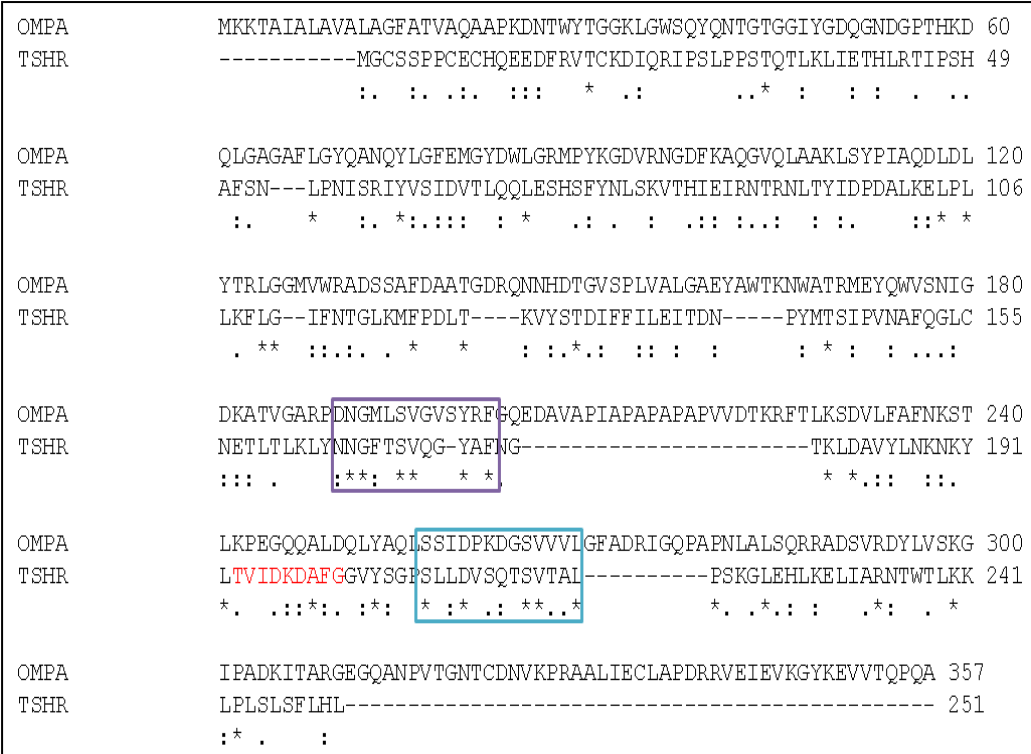 OMPA MKKTAIALAVALAGFATVAQAAPKDNTWYTGGKLGWSQYQNTGTGGIYGDQGNDGPTHKD 60
TSHR -----------MGCSSPPCECHQEEDFRVTCKDIQRIPSLPPSTQTLKLIETHLRTIPSH 49
:. :. .:. ::: * .: ..* : : : . ..
OMPA QLGAGAFLGYQANQYLGFEMGYDWLGRMPYKGDVRNGDFKAQGVQLAAKLSYPIAQDLDL 120
TSHR AFSN---LPNISRIYVSIDVTLQQLESHSFYNLSKVTHIEIRNTRNLTYIDPDALKELPL 106
:. * :. *:.::: : * .: . : .:: :..: : :. ::* *
OMPA YTRLGGMVWRADSSAFDAATGDRQNNHDTGVSPLVALGAEYAWTKNWATRMEYQWVSNIG 180
TSHR LKFLG--IFNTGLKMFPDLT----KVYSTDIFFILEITDN-----PYMTSIPVNAFQGLC 155
. ** ::.:. . * * : :.*.: :: : : : * : : ...:
OMPA DKATVGARPDNGMLSVGVSYRFGQEDAVAPIAPAPAPAPVVDTKRFTLKSDVLFAFNKST 240
TSHR NETLTLKLYNNGFTSVQG-YAFNG-----------------TKLDAVYLNKNKY 191
::: . :**: ** * *. * *.:: ::.
OMPA LKPEGQQALDQLYAQLSSIDPKDGSVVVLGFADRIGQPAPNLALSQRRADSVRDYLVSKG 300
TSHR LTVIDKDAFGGVYSGPSLLDVSQTSVTAL----------PSKGLEHLKELIARNTWTLKK 241
*. .::*:. :*: * :* .: **..* *. .*.: : .*: . *
OMPA IPADKITARGEGQANPVTGNTCDNVKPRAALIECLAPDRRVEIEVKGYKEVVTQPQA 357
TSHR LPLSLSFLHL----------------------------------------------- 251
:* . :